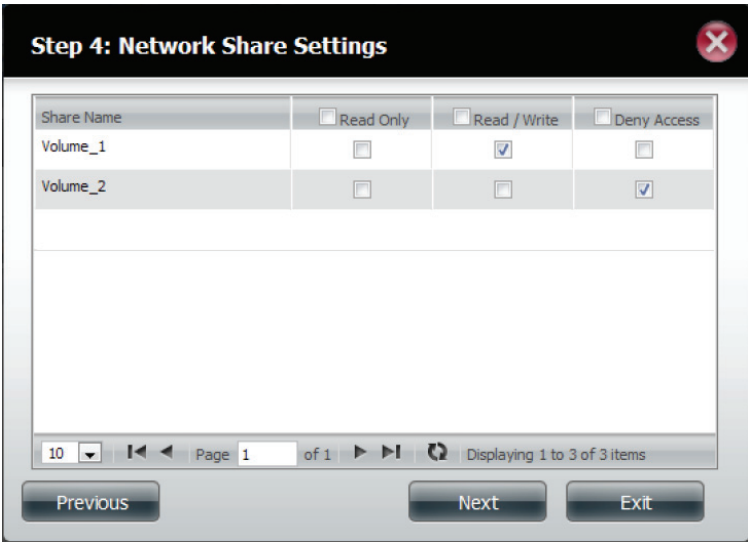 Step 4: Network Share Settings
Share Name Read Only Read / Write Deny Access
Volume_1
Volume_2
10 Page 1 of 1 Displaying 1 to 3 of 3 items
Previous Next Exit